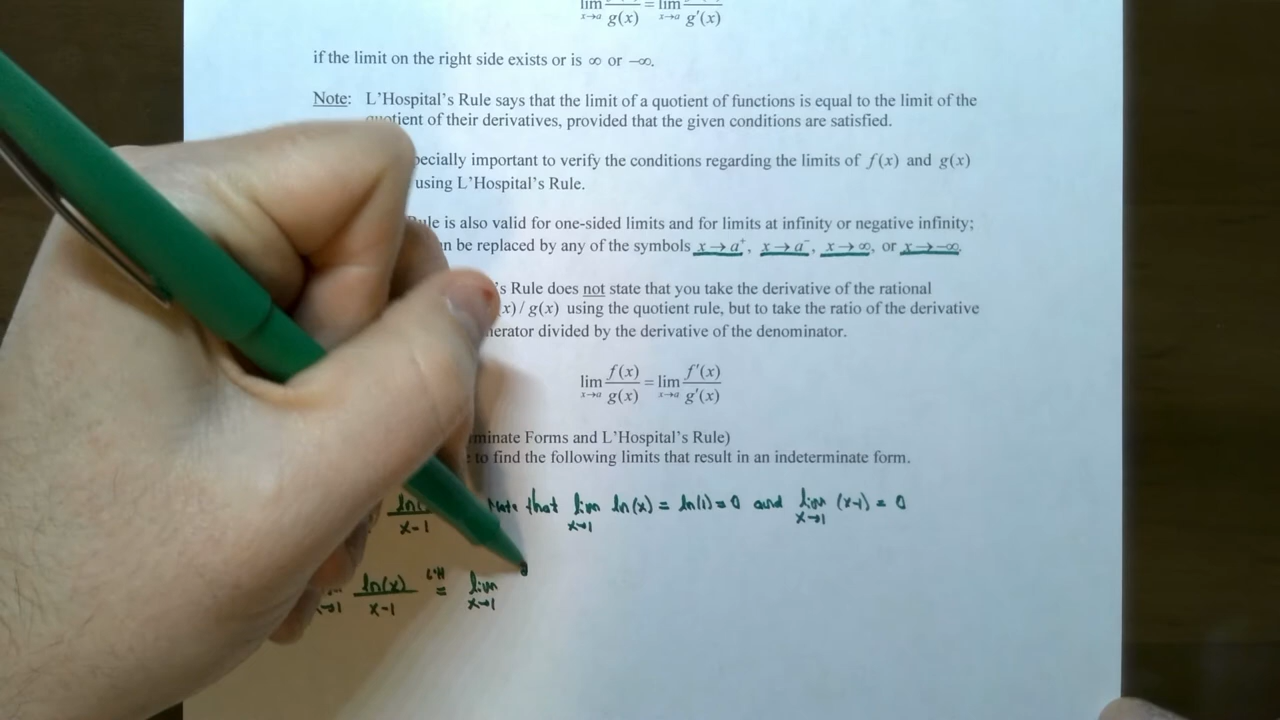 lim = lim
x→a g(x) x→a g′(x)
if the limit on the right side exists or is ∞ or −∞.
Note: L'Hospital's Rule says that the limit of a quotient of functions is equal to the limit of the
quotient of their derivatives, provided that the given conditions are satisfied.
important to verify the conditions regarding the limits of f(x) and g(x)
using L'Hospital's Rule.
Rule is also valid for one-sided limits and for limits at infinity or negative infinity;
be replaced by any of the symbols x→a⁺, x→a⁻, x→∞, or x→−∞.
Rule does not state that you take the derivative of the rational
/ g(x) using the quotient rule, but to take the ratio of the derivative
divided by the derivative of the denominator.
lim f(x)/g(x) = lim f′(x)/g′(x)
x→a x→a
Forms and L'Hospital's Rule)
to find the following limits that result in an indeterminate form.
x-1 Note that lim x→1 ln(x) = ln(1) = 0 and lim x→1 (x-1) = 0
ln(x)/x-1 L'H = lim x→1